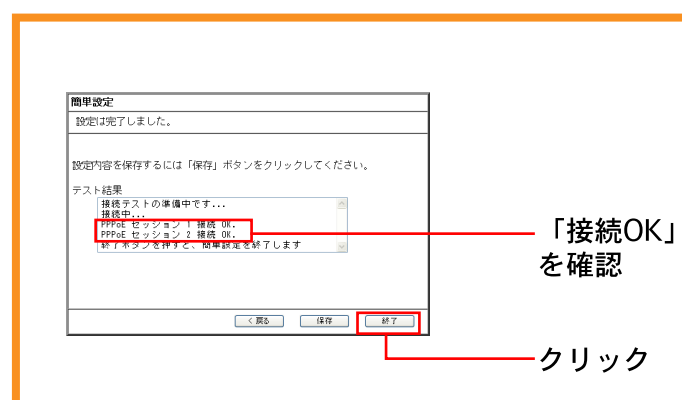 簡単設定
設定は完了しました。
設定内容を保存するには「保存」ボタンをクリックしてください。
テスト結果
接続テストの準備中です...
接続中...
PPPoE セッション 1 接続 OK.
PPPoE セッション 2 接続 OK.
終了ボタンを押すと、簡単設定を終了します
「接続OK」
を確認
< 戻る 保存 終了
クリック